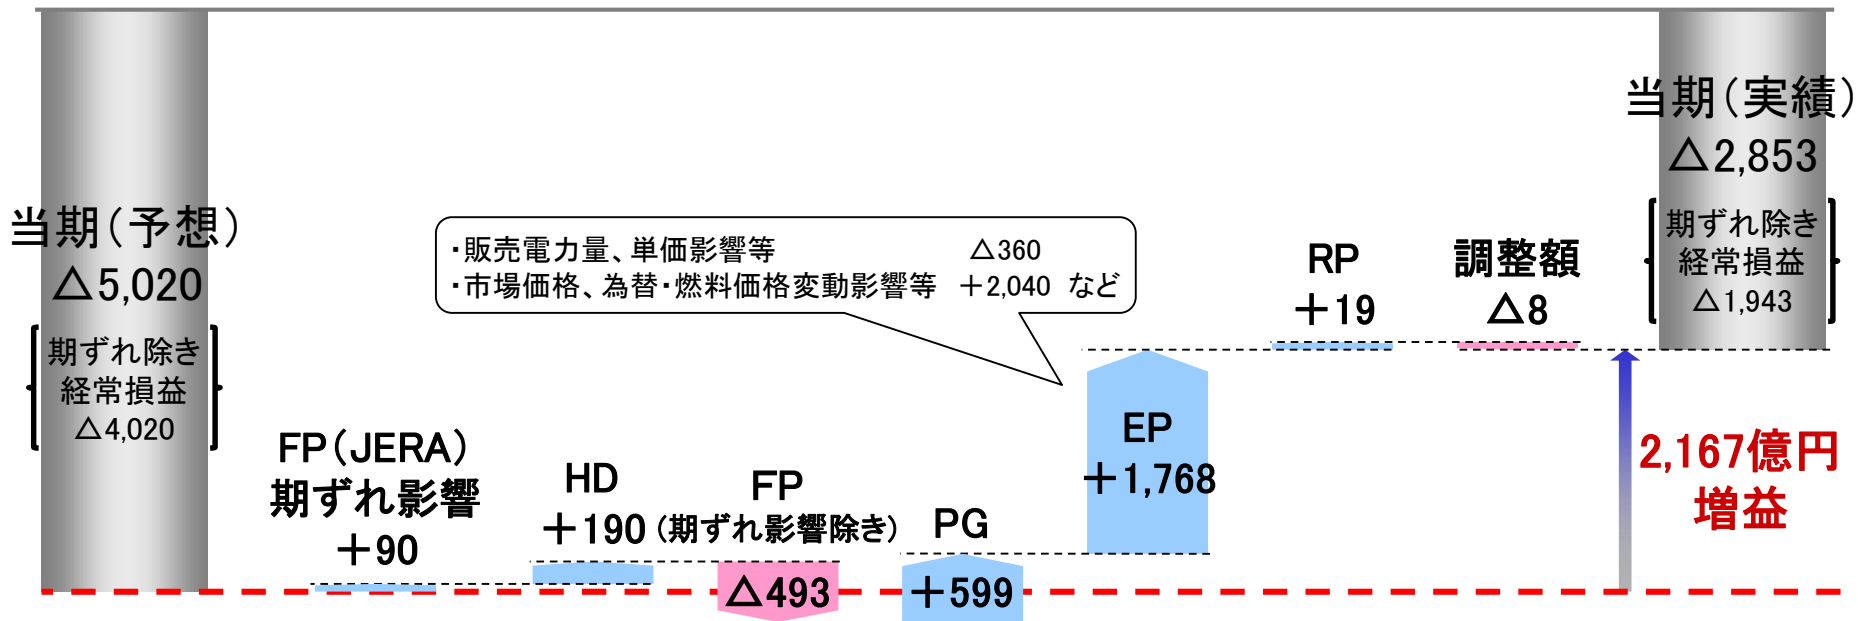 当期(予想)
△5,020
期ずれ除き
経常損益
△4,020
FP(JERA)
期ずれ影響
+90
HD
+190
FP
(期ずれ影響除き)
△493
PG
+599
・販売電力量、単価影響等 △360
・市場価格、為替・燃料価格変動影響等 +2,040 など
EP
+1,768
RP
+19
調整額
△8
当期(実績)
△2,853
期ずれ除き
経常損益
△1,943
2,167億円
増益